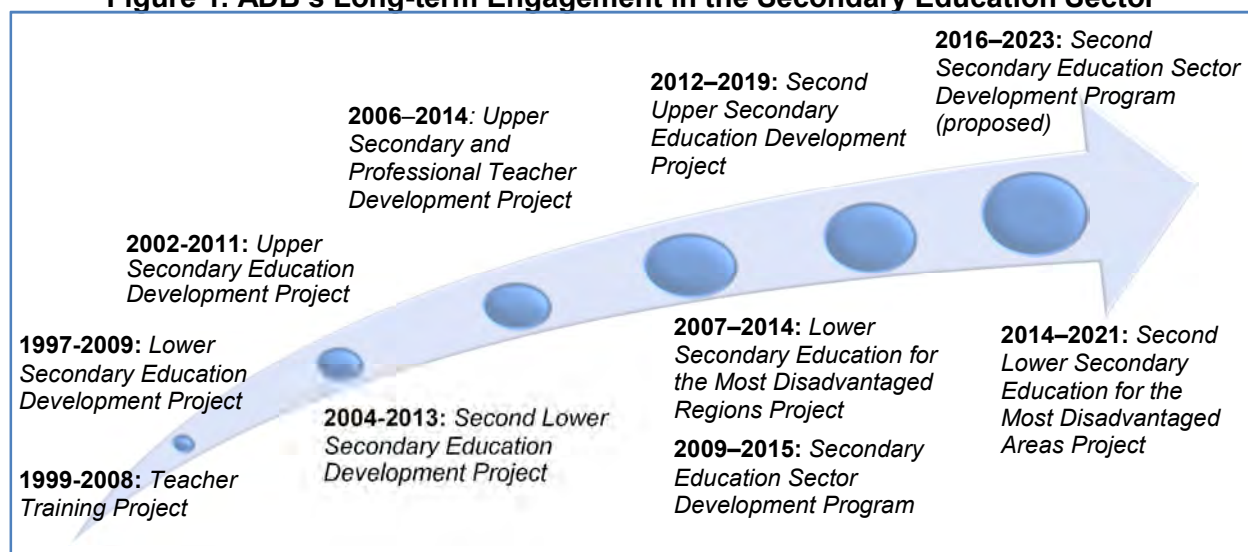 Figure 1: ADB's Long-term Engagement in the Secondary Education Sector
1997-2009: Lower
Secondary Education
Development Project
1999-2008: Teacher
Training Project
2002-2011: Upper
Secondary Education
Development Project
2004-2013: Second Lower
Secondary Education
Development Project
2006–2014: Upper
Secondary and
Professional Teacher
Development Project
2007–2014: Lower
Secondary Education for
the Most Disadvantaged
Regions Project
2009–2015: Secondary
Education Sector
Development Program
2012–2019: Second
Upper Secondary
Education Development
Project
2014–2021: Second
Lower Secondary
Education for the
Most Disadvantaged
Areas Project
2016–2023: Second
Secondary Education Sector
Development Program
(proposed)